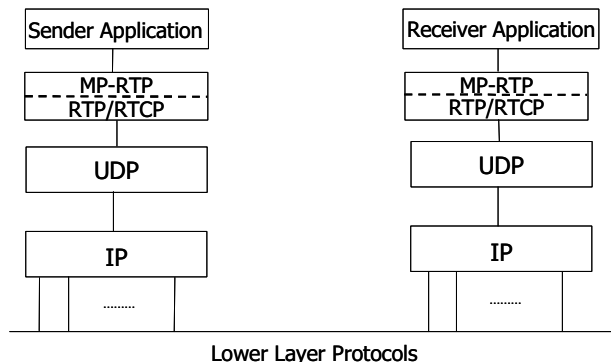 Sender Application
Receiver Application
MP-RTP
MP-RTP
RTP/RTCP
RTP/RTCP
UDP
UDP
IP
IP
.........
.........
Lower Layer Protocols